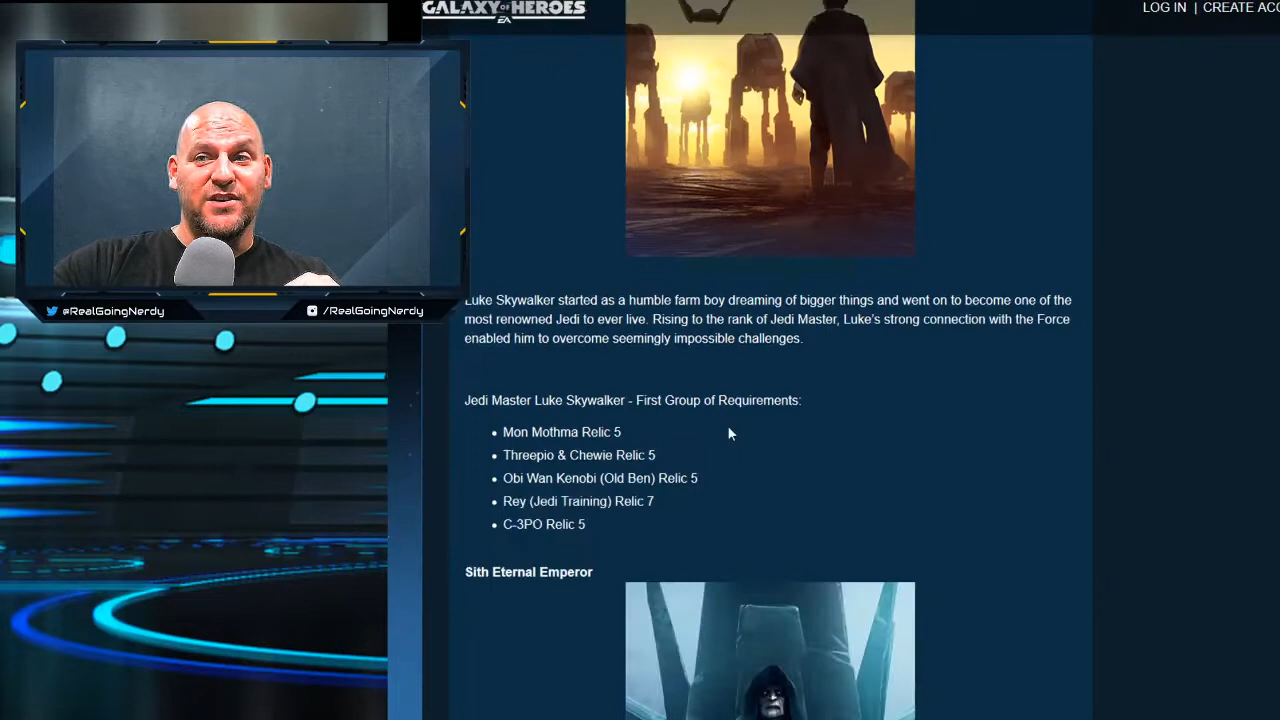 GALAXY OF HEROES
EA
LOG IN | CREATE ACC
@RealGoingNerdy
/RealGoingNerdy
Luke Skywalker started as a humble farm boy dreaming of bigger things and went on to become one of the
most renowned Jedi to ever live. Rising to the rank of Jedi Master, Luke's strong connection with the Force
enabled him to overcome seemingly impossible challenges.
Jedi Master Luke Skywalker - First Group of Requirements:
• Mon Mothma Relic 5
• Threepio & Chewie Relic 5
• Obi Wan Kenobi (Old Ben) Relic 5
• Rey (Jedi Training) Relic 7
• C-3PO Relic 5
Sith Eternal Emperor